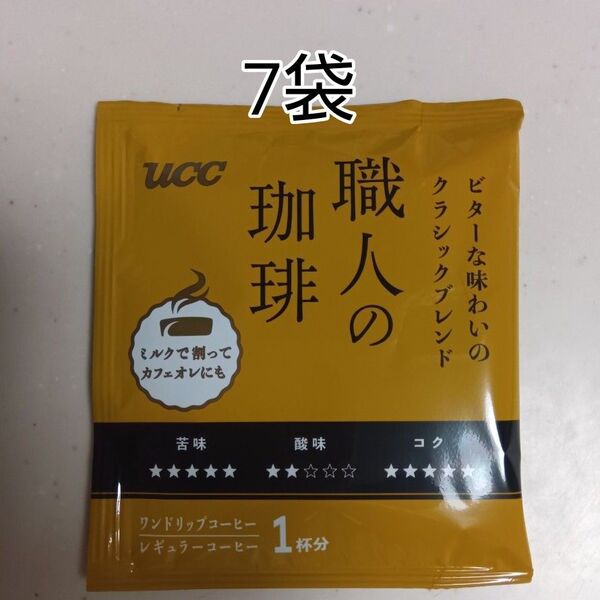 7袋
UCC
職人の
珈琲
ビターな味わいの
クラシックブレンド
ミルクで割って
カフェオレにも
苦味 酸味 コク
★★★★★ ★★☆☆☆ ★★★★★
ワンドリップコーヒー
レギュラーコーヒー
1杯分